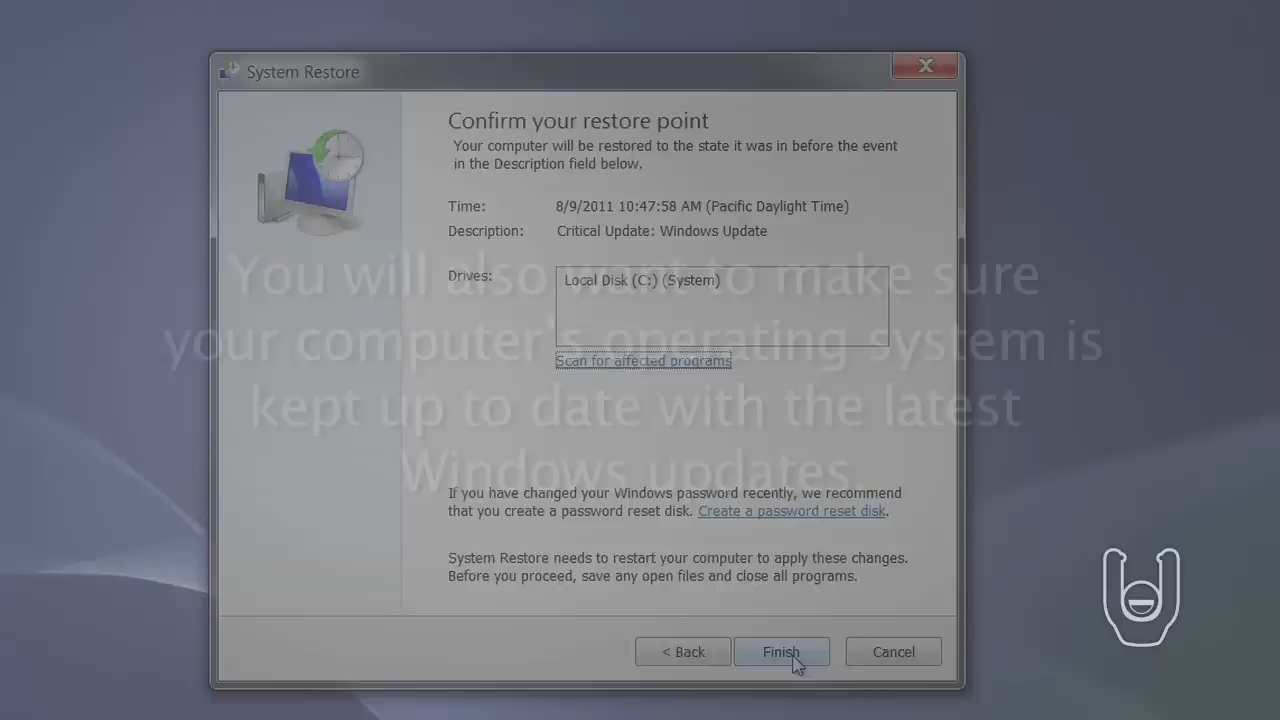 System Restore
Confirm your restore point
Your computer will be restored to the state it was in before the event
in the Description field below.
Time: 8/9/2011 10:47:58 AM (Pacific Daylight Time)
Description: Critical Update: Windows Update
Drives: Local Disk (C:) (System)
Scan for affected programs
You will also want to make sure
your computer's operating system is
kept up to date with the latest
Windows updates.
If you have changed your Windows password recently, we recommend
that you create a password reset disk. Create a password reset disk.
System Restore needs to restart your computer to apply these changes.
Before you proceed, save any open files and close all programs.
< Back Finish Cancel